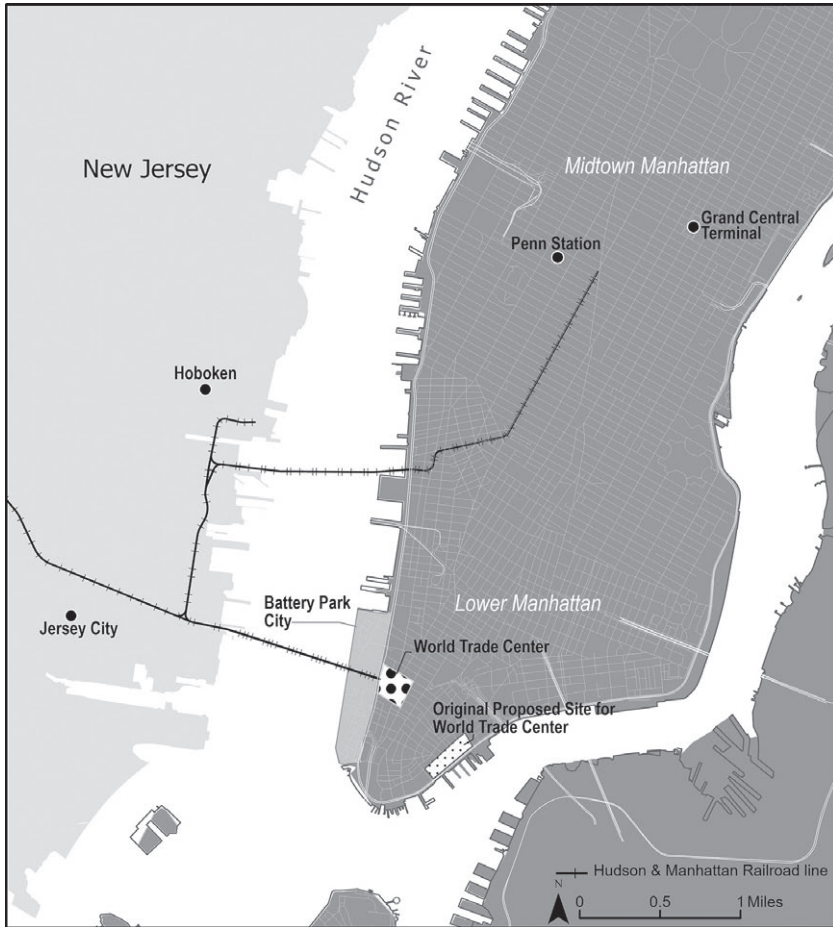 Hudson River
New Jersey
Midtown Manhattan
Grand Central
Terminal
Penn Station
Hoboken
Battery Park
City
Lower Manhattan
Jersey City
World Trade Center
Original Proposed Site for
World Trade Center
Hudson & Manhattan Railroad line
N
0 0.5 1 Miles